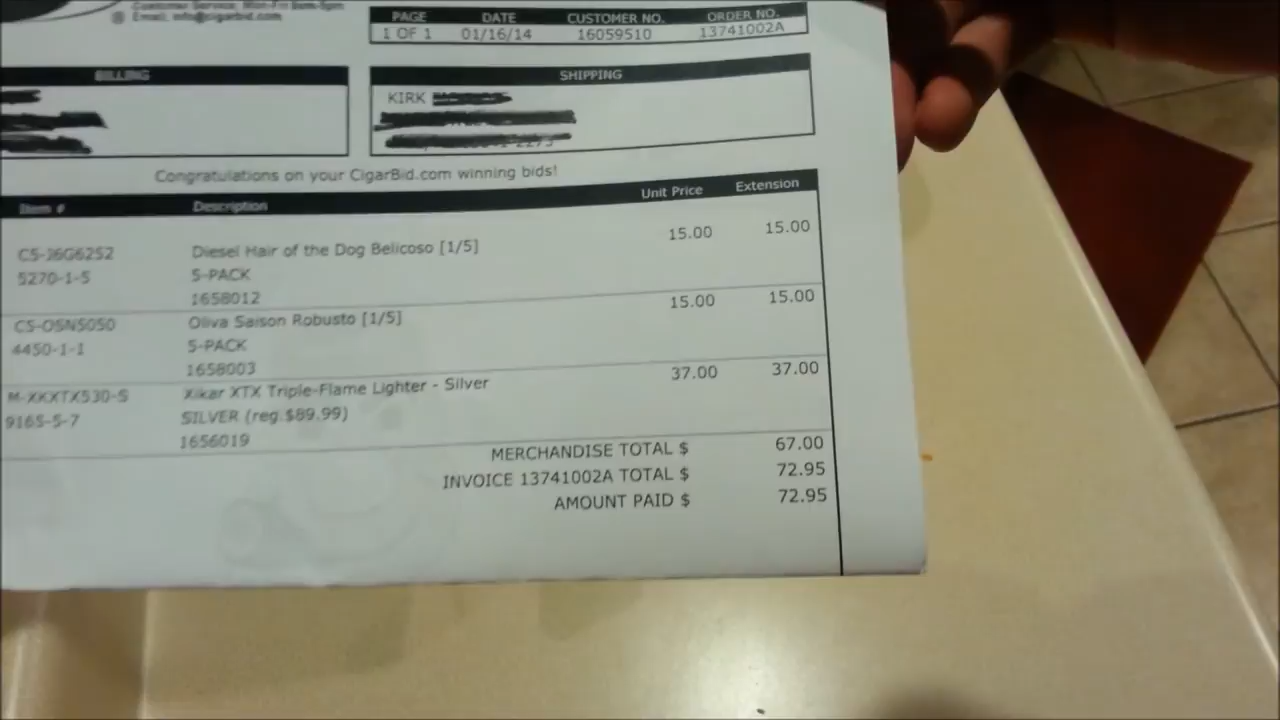 Customer Service, Mon-Fri 8am-5pm
@ Email: info@cigarbid.com
PAGE DATE CUSTOMER NO. ORDER NO.
1 OF 1 01/16/14 16059510 13741002A
BILLING SHIPPING
KIRK
Congratulations on your CigarBid.com winning bids!
Item # Description Unit Price Extension
CS-J6G6252 Diesel Hair of the Dog Belicoso [1/5] 15.00 15.00
5270-1-5 5-PACK
1658012
CS-OSN5050 Oliva Saison Robusto [1/5] 15.00 15.00
4450-1-1 5-PACK
1658003
M-XKXTX530-S Xikar XTX Triple-Flame Lighter - Silver 37.00 37.00
9165-5-7 SILVER (reg.$89.99)
1656019
MERCHANDISE TOTAL $ 67.00
INVOICE 13741002A TOTAL $ 72.95
AMOUNT PAID $ 72.95